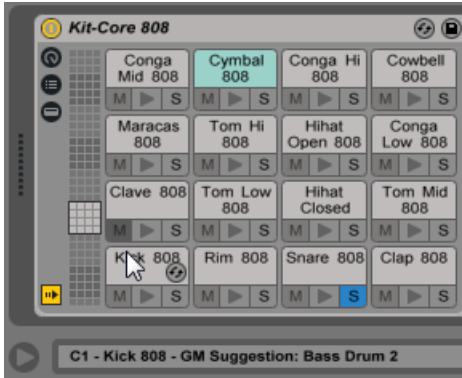 Kit-Core 808
Conga Mid 808
Cymbal 808
Conga Hi 808
Cowbell 808
M S M S M S M S
Maracas 808
Tom Hi 808
Hihat Open 808
Conga Low 808
M S M S M S M S
Clave 808
Tom Low 808
Hihat Closed
Tom Mid 808
M S M S M S M S
Kick 808
Rim 808
Snare 808
Clap 808
M S M S M S M S
C1 - Kick 808 - GM Suggestion: Bass Drum 2